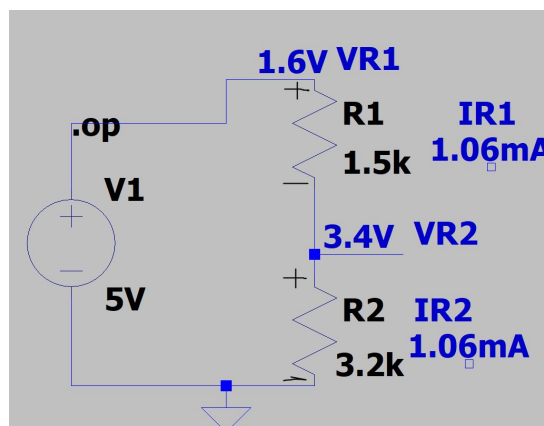 1.6V VR1
.op
R1
IR1
1.5k
1.06mA
V1
3.4V
VR2
5V
R2
IR2
3.2k
1.06mA